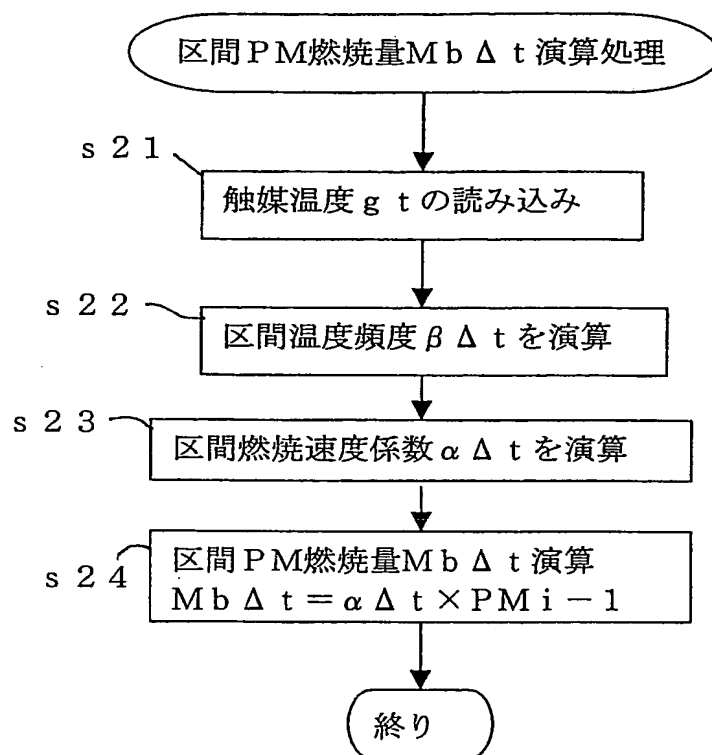 区間PM燃焼量MbΔt演算処理
s21
触媒温度gtの読み込み
s22
区間温度頻度βΔtを演算
s23
区間燃焼速度係数αΔtを演算
s24
区間PM燃焼量MbΔt演算
MbΔt=αΔt×PMi-1
終り